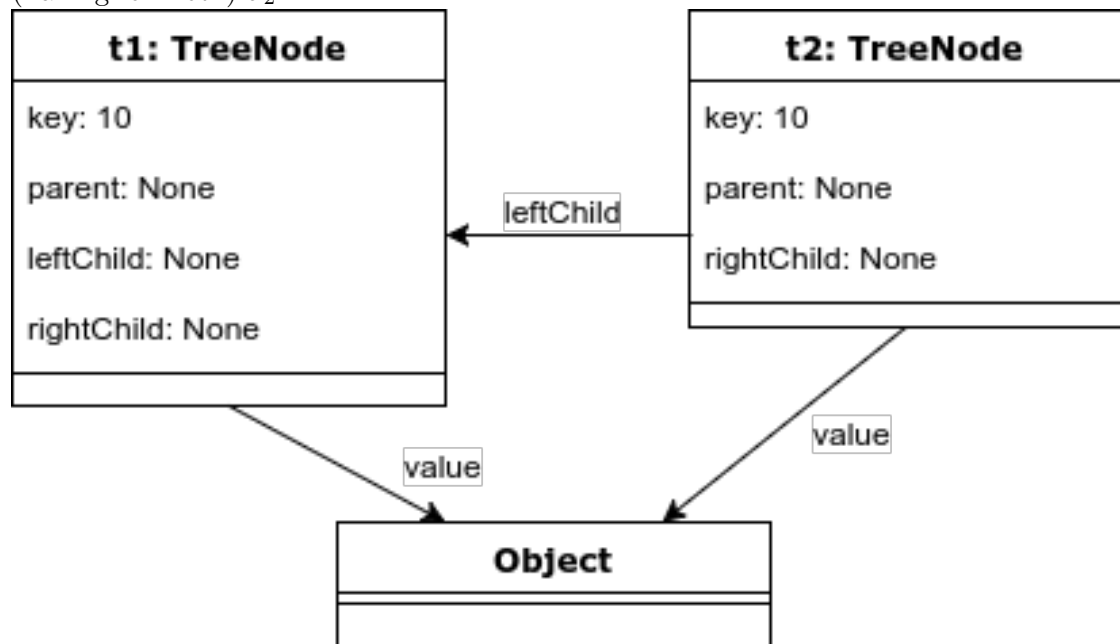 t1: TreeNode
key: 10
parent: None
leftChild: None
rightChild: None
leftChild
t2: TreeNode
key: 10
parent: None
rightChild: None
value
value
Object